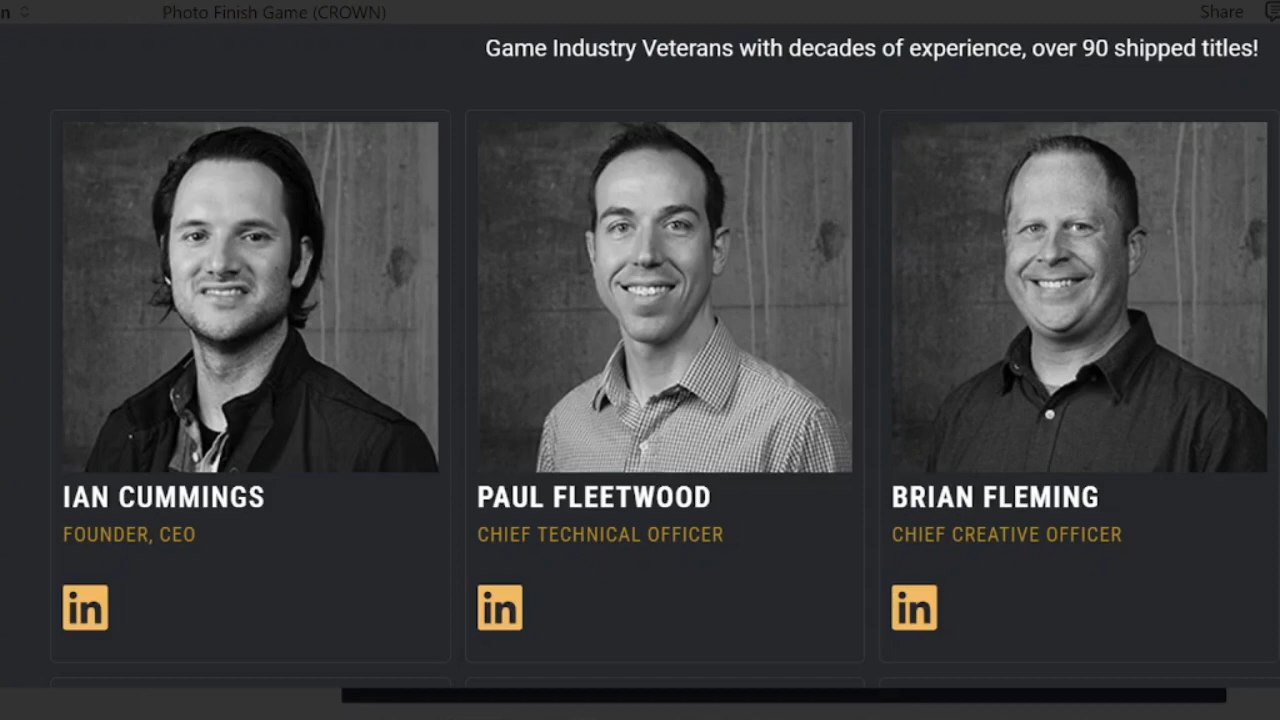 n
Photo Finish Game (CROWN)
Share
Game Industry Veterans with decades of experience, over 90 shipped titles!
IAN CUMMINGS
FOUNDER, CEO
in
PAUL FLEETWOOD
CHIEF TECHNICAL OFFICER
in
BRIAN FLEMING
CHIEF CREATIVE OFFICER
in